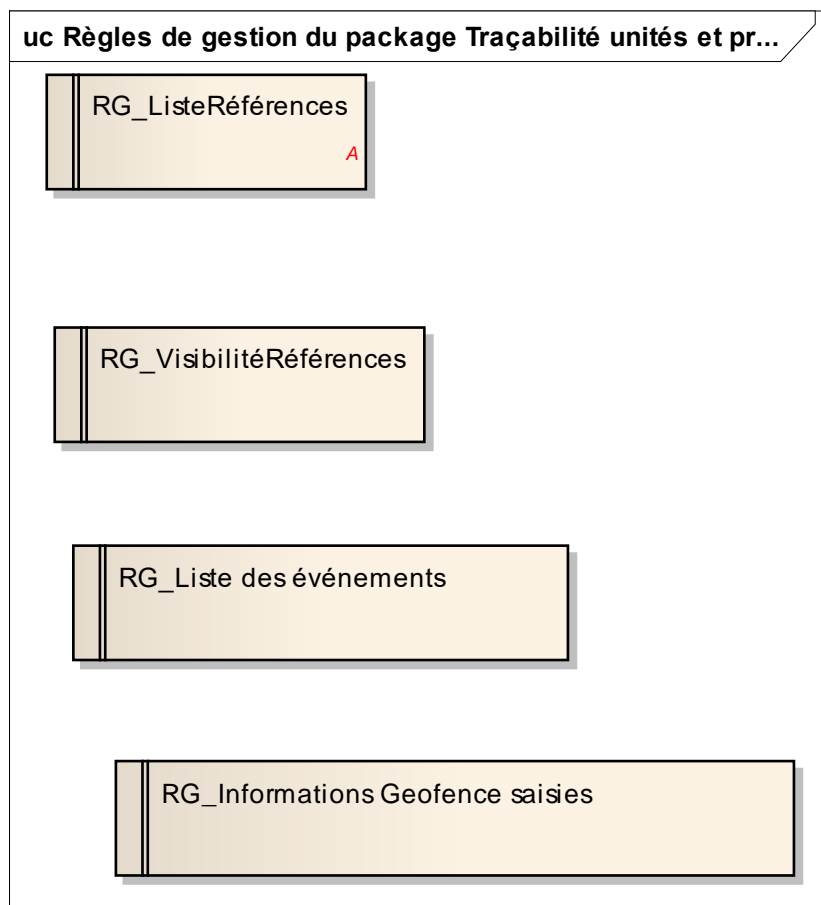 uc Règles de gestion du package Traçabilité unités et pr...
RG_ListeRéférences
A
RG_VisibilitéRéférences
RG_Liste des événements
RG_Informations Geofence saisies